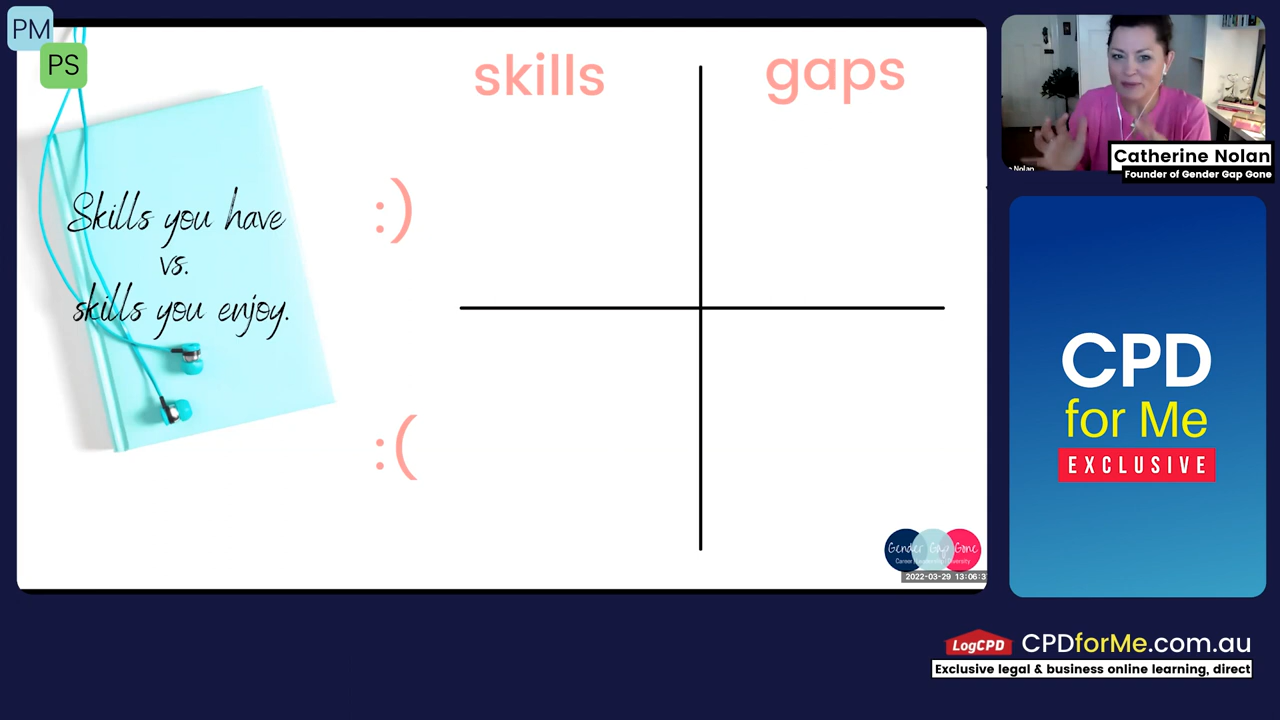 PM
PS
skills
gaps
Skills you have
vs.
skills you enjoy.
:)
:(
Gender Gap Gone
2022-03-29 13:06:3
Nolan
Catherine Nolan
Founder of Gender Gap Gone
CPD
for Me
EXCLUSIVE
LogCPD
CPDforMe.com.au
Exclusive legal & business online learning, direct